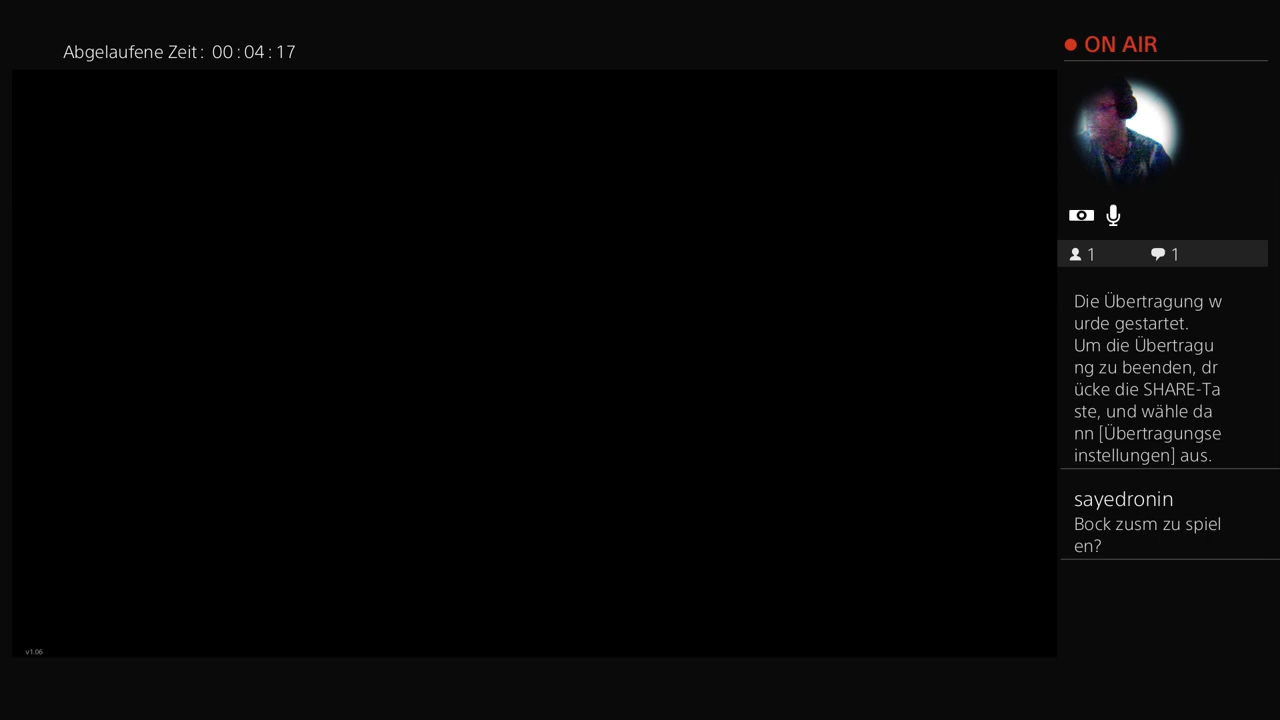 Abgelaufene Zeit: 00:04:17
ON AIR
1 1
Die Übertragung w
urde gestartet.
Um die Übertragu
ng zu beenden, dr
ücke die SHARE-Ta
ste, und wähle da
nn [Übertragungse
instellungen] aus.
sayedronin
Bock zusm zu spiel
en?
v1.06